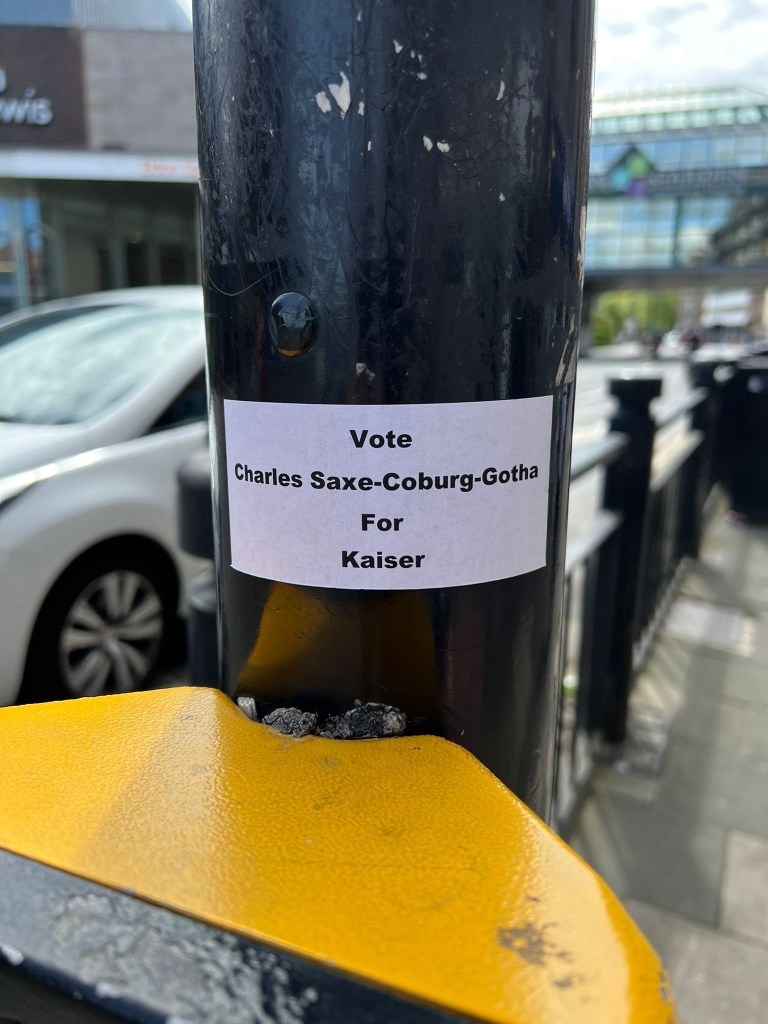 Vote
Charles Saxe-Coburg-Gotha
For
Kaiser